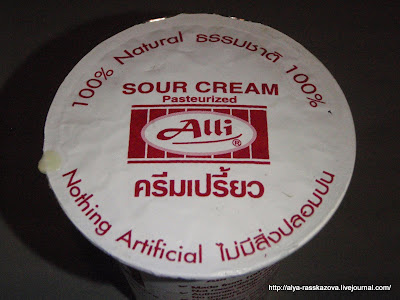 100% Natural ธรรมชาติ 100%
SOUR CREAM
Pasteurized
Alli ®
ครีมเปรี้ยว
Nothing Artificial ไม่มีสิ่งปลอมปน
http://alya-rasskazova.livejournal.com/